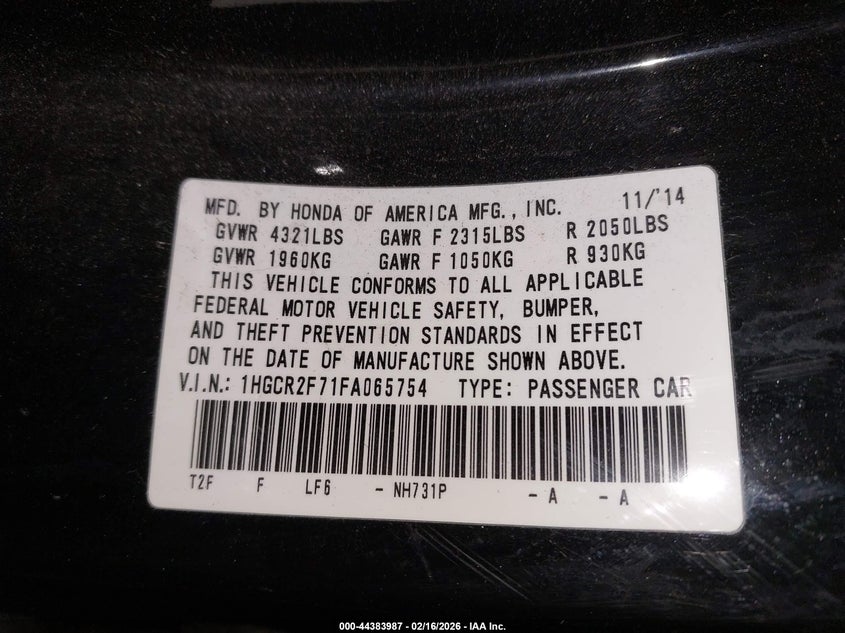 MFD. BY HONDA OF AMERICA MFG., INC. 11/'14
GVWR 4321LBS GAWR F 2315LBS R 2050LBS
GVWR 1960KG GAWR F 1050KG R 930KG
THIS VEHICLE CONFORMS TO ALL APPLICABLE
FEDERAL MOTOR VEHICLE SAFETY, BUMPER,
AND THEFT PREVENTION STANDARDS IN EFFECT
ON THE DATE OF MANUFACTURE SHOWN ABOVE.
V.I.N.: 1HGCR2F71FA065754 TYPE: PASSENGER CAR
T2F F LF6 - NH731P - A - A
000-44383987 - 02/16/2026 - IAA Inc.